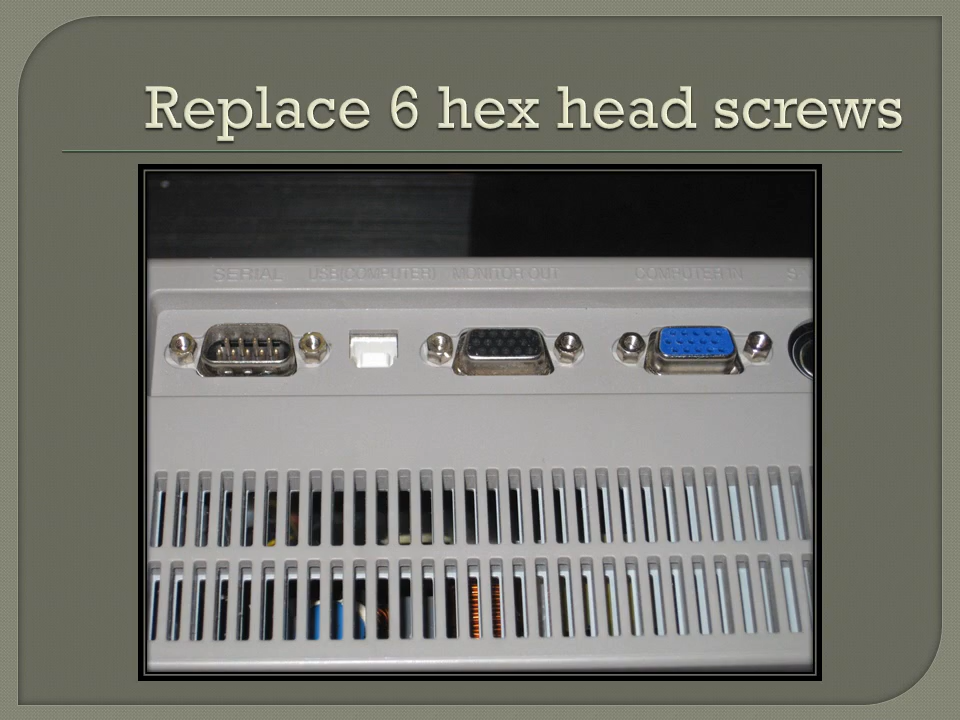 Replace 6 hex head screws
SERIAL USB(COMPUTER) MONITOR OUT COMPUTER IN